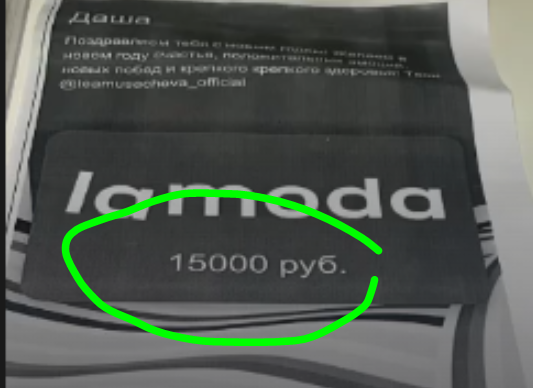 Даша
Поздравляем тебя с новым годом! Желаем в
новом году счастья, положительных эмоций,
новых побед и крепкого крепкого здоровья! Твоя
@leamusacheva_official
lamoda
15000 руб.